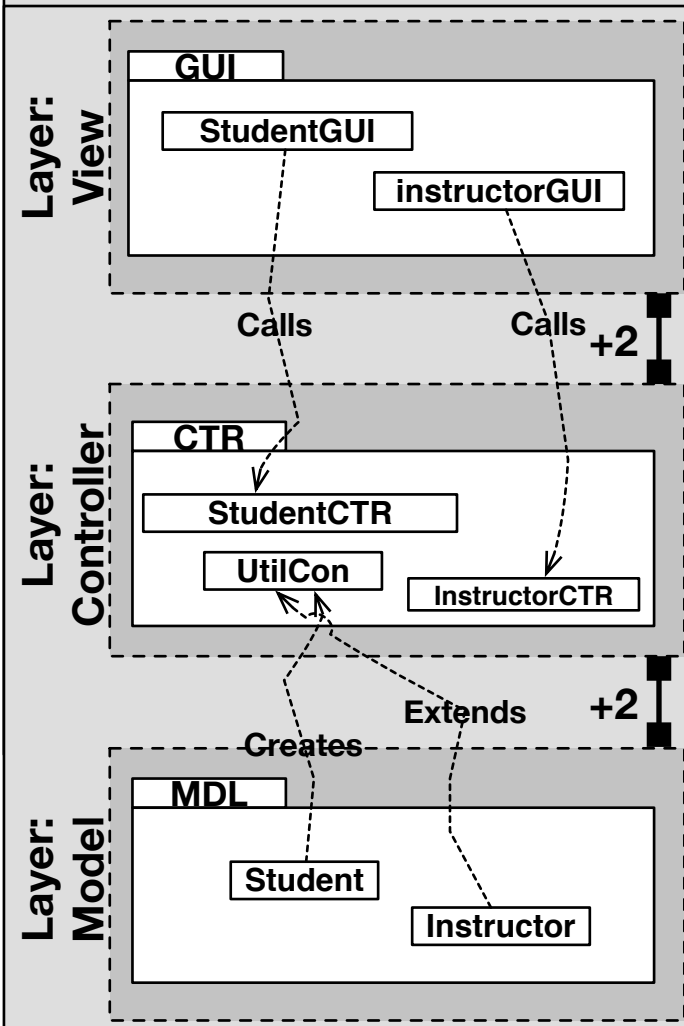 Layer:
View
GUI
StudentGUI
instructorGUI
Calls
Calls
+2
Layer:
Controller
CTR
StudentCTR
UtilCon
InstructorCTR
+2
Extends
Creates
Layer:
Model
MDL
Student
Instructor